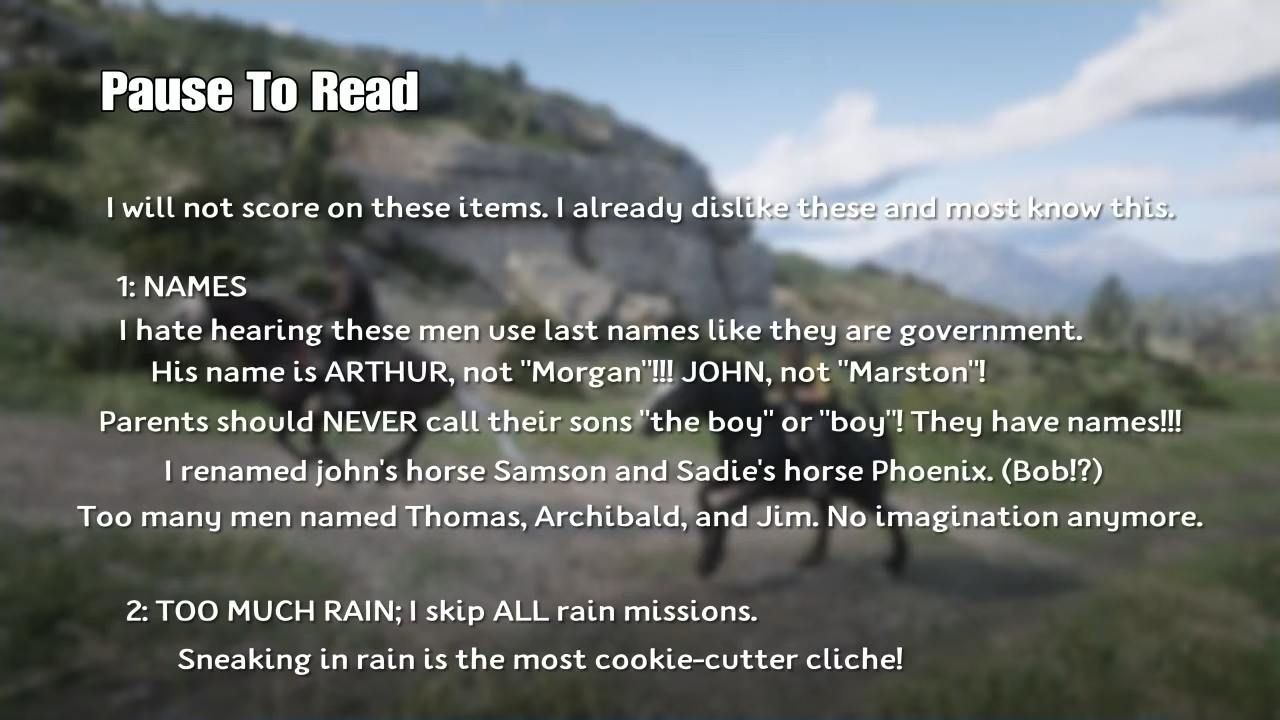 Pause To Read
I will not score on these items. I already dislike these and most know this.
1: NAMES
I hate hearing these men use last names like they are government.
His name is ARTHUR, not "Morgan"!!! JOHN, not "Marston"!
Parents should NEVER call their sons "the boy" or "boy"! They have names!!!
I renamed john's horse Samson and Sadie's horse Phoenix. (Bob!?)
Too many men named Thomas, Archibald, and Jim. No imagination anymore.
2: TOO MUCH RAIN; I skip ALL rain missions.
Sneaking in rain is the most cookie-cutter cliche!